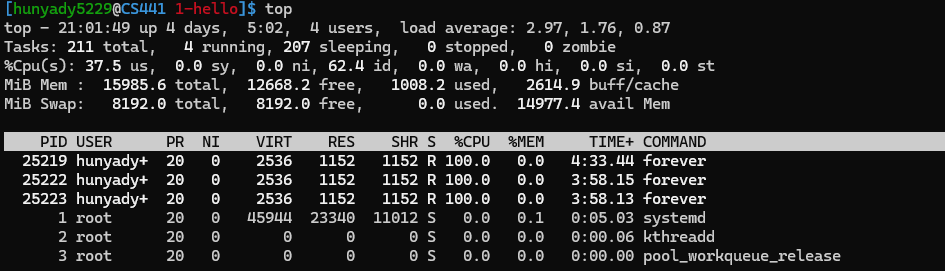 [hunyady5229@CS441 1-hello]$ top
top - 21:01:49 up 4 days,  5:02,  4 users,  load average: 2.97, 1.76, 0.87
Tasks: 211 total,   4 running, 207 sleeping,   0 stopped,   0 zombie
%Cpu(s): 37.5 us,  0.0 sy,  0.0 ni, 62.4 id,  0.0 wa,  0.0 hi,  0.0 si,  0.0 st
MiB Mem :  15985.6 total,  12668.2 free,   1008.2 used,   2614.9 buff/cache
MiB Swap:   8192.0 total,   8192.0 free,      0.0 used.  14977.4 avail Mem
    PID USER      PR  NI    VIRT    RES    SHR S  %CPU  %MEM     TIME+ COMMAND
  25219 hunyady+  20   0    2536   1152   1152 R 100.0   0.0   4:33.44 forever
  25222 hunyady+  20   0    2536   1152   1152 R 100.0   0.0   3:58.15 forever
  25223 hunyady+  20   0    2536   1152   1152 R 100.0   0.0   3:58.13 forever
      1 root      20   0   45944  23340  11012 S   0.0   0.1   0:05.03 systemd
      2 root      20   0       0      0      0 S   0.0   0.0   0:00.06 kthreadd
      3 root      20   0       0      0      0 S   0.0   0.0   0:00.00 pool_workqueue_release